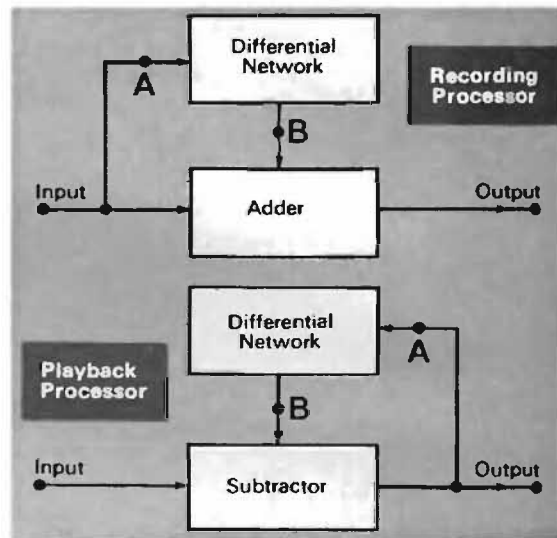 Differential
Network
A
Recording
Processor
B
Input
Adder
Output
Differential
Network
A
Playback
Processor
B
Input
Subtractor
Output